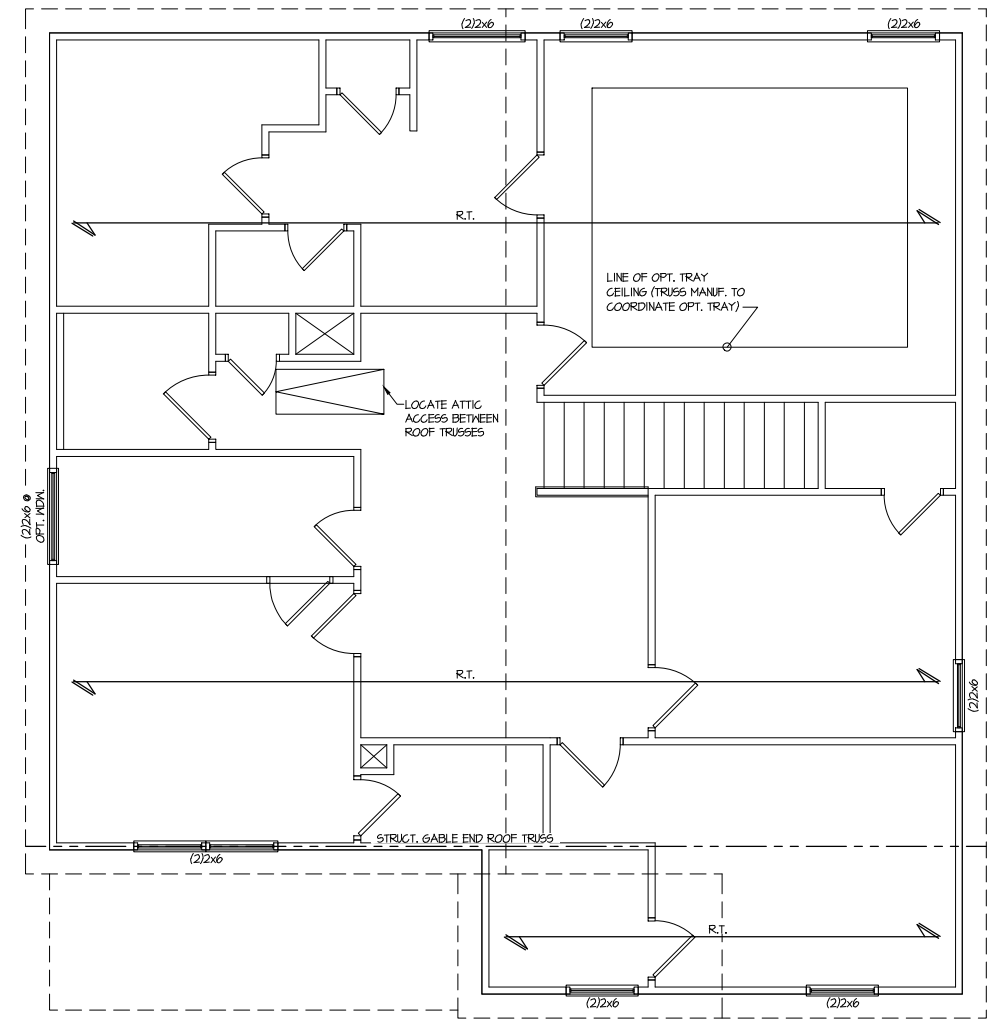 (2)2x6
(2)2x6
(2)2x6
R.T.
LINE OF OPT. TRAY
CEILING (TRUSS MANUF. TO
COORDINATE OPT. TRAY)
LOCATE ATTIC
ACCESS BETWEEN
ROOF TRUSSES
(2)2x6 @
OPT. WDW.
R.T.
(2)2x6
STRUCT. GABLE END ROOF TRUSS
(2)2x6
R.T.
(2)2x6
(2)2x6